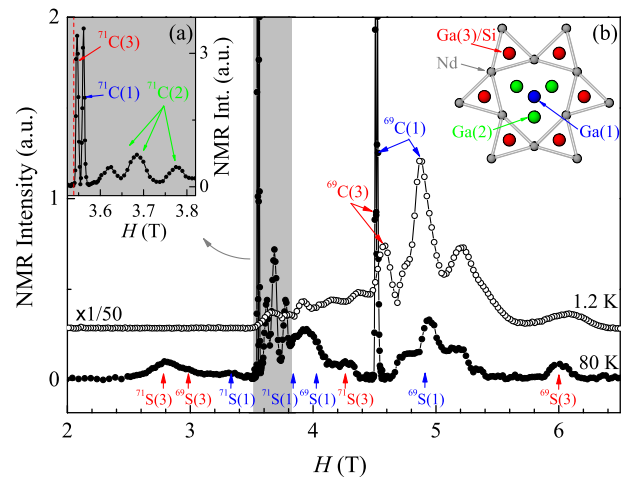 (a)
⁷¹C(3)
⁷¹C(1)
⁷¹C(2)
3
0
NMR Int. (a.u.)
3.6 3.7 3.8
H (T)
(b)
Ga(3)/Si
Nd
Ga(1)
Ga(2)
⁶⁹C(1)
⁶⁹C(3)
2
1
0
NMR Intensity (a.u.)
x1/50
1.2 K
80 K
⁷¹S(3) ⁶⁹S(3) ⁷¹S(1) ⁷¹S(1) ⁶⁹S(1) ⁷¹S(3) ⁶⁹S(1) ⁶⁹S(3)
2 3 4 5 6
H (T)